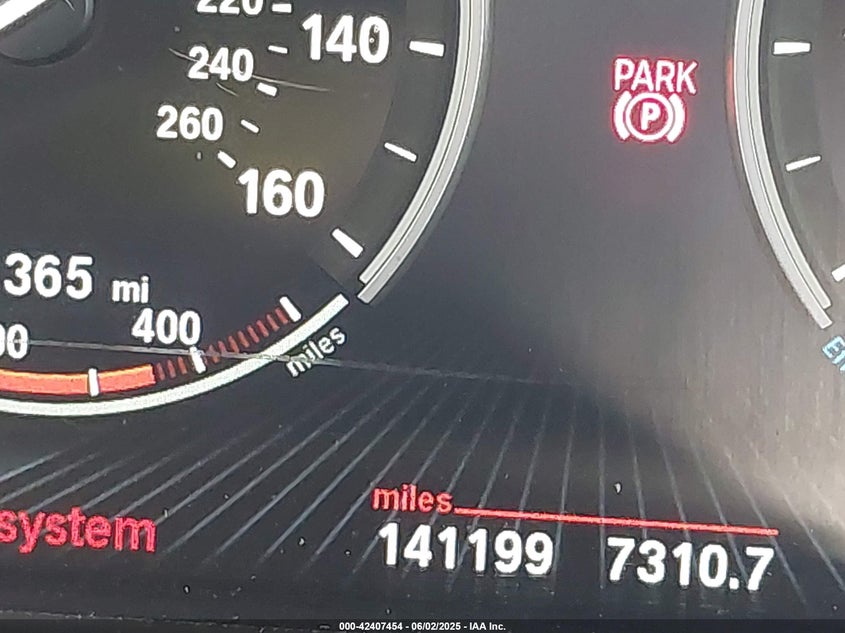 220
140
240
260
160
PARK
P
365 mi
400
miles
system
miles
141199 7310.7
000-42407454 - 06/02/2025 - IAA Inc.